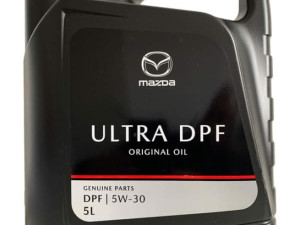 mazda
ULTRA DPF
ORIGINAL OIL
GENUINE PARTS
DPF | 5W-30
5L